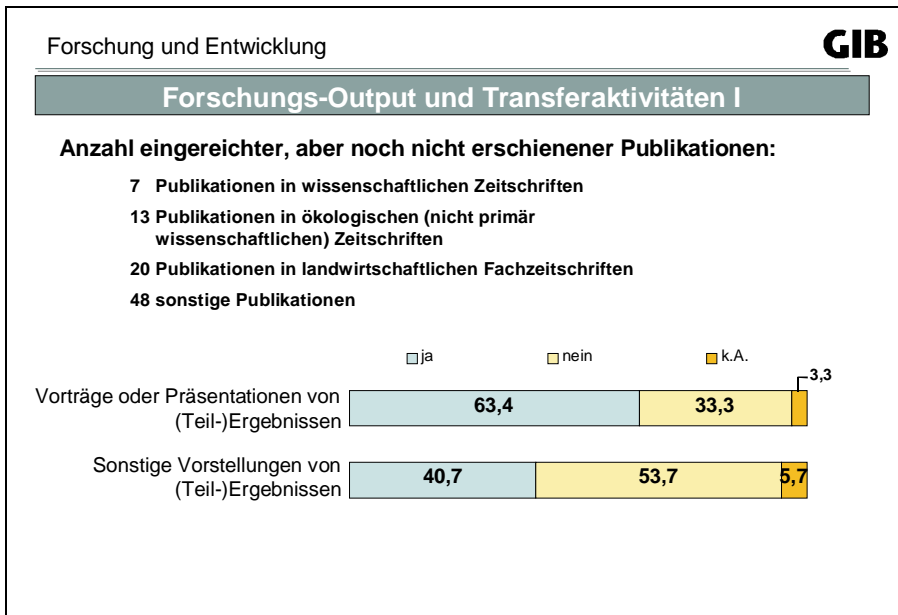 Forschung und Entwicklung
GIB
Forschungs-Output und Transferaktivitäten I
Anzahl eingereichter, aber noch nicht erschienener Publikationen:
7 Publikationen in wissenschaftlichen Zeitschriften
13 Publikationen in ökologischen (nicht primär
wissenschaftlichen) Zeitschriften
20 Publikationen in landwirtschaftlichen Fachzeitschriften
48 sonstige Publikationen
ja nein k.A.
3,3
Vorträge oder Präsentationen von
(Teil-)Ergebnissen
63,4 33,3
Sonstige Vorstellungen von
(Teil-)Ergebnissen
40,7 53,7 5,7